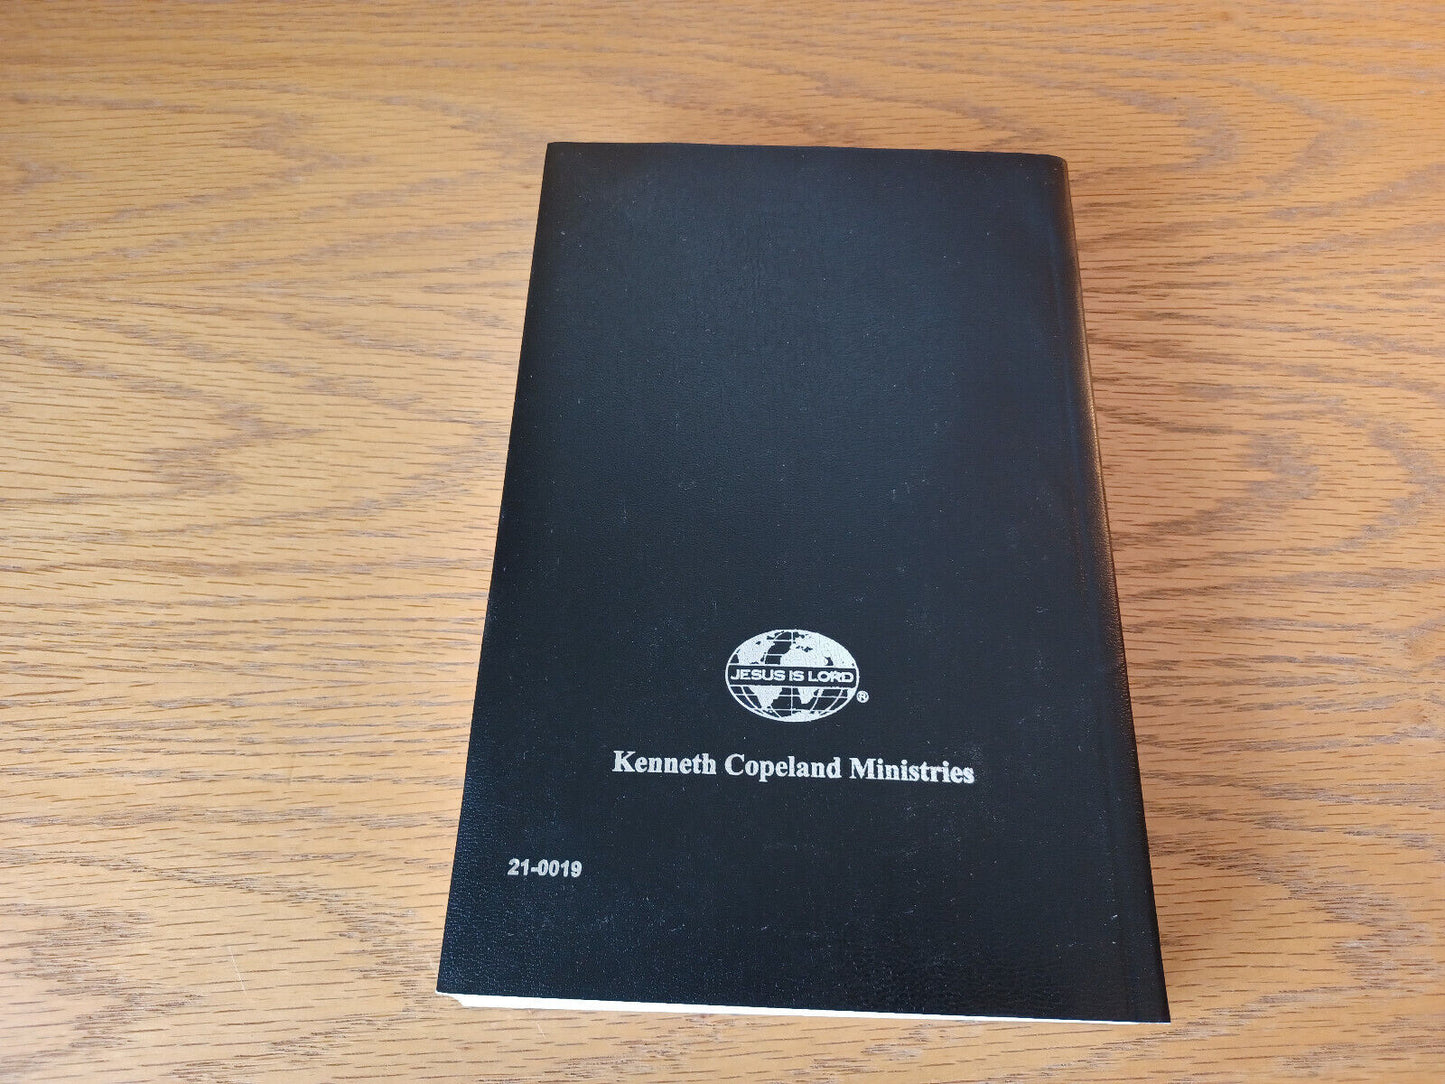 JESUS IS LORD
®
Kenneth Copeland Ministries
21-0019